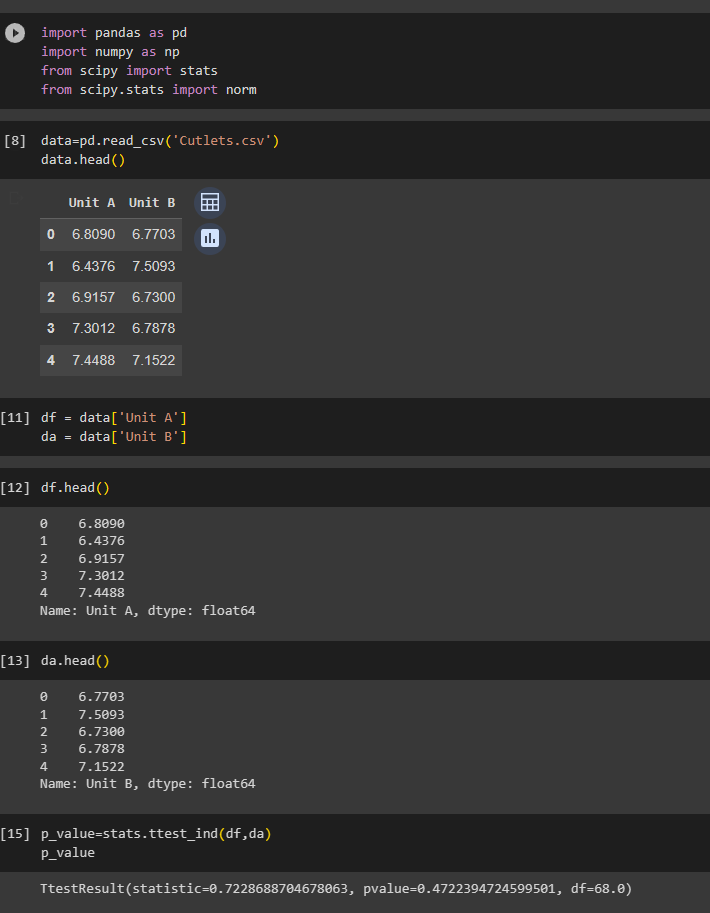 import pandas as pd
import numpy as np
from scipy import stats
from scipy.stats import norm
[8] data=pd.read_csv('Cutlets.csv')
data.head()
Unit A Unit B
0 6.8090 6.7703
1 6.4376 7.5093
2 6.9157 6.7300
3 7.3012 6.7878
4 7.4488 7.1522
[11] df = data['Unit A']
da = data['Unit B']
[12] df.head()
0 6.8090
1 6.4376
2 6.9157
3 7.3012
4 7.4488
Name: Unit A, dtype: float64
[13] da.head()
0 6.7703
1 7.5093
2 6.7300
3 6.7878
4 7.1522
Name: Unit B, dtype: float64
[15] p_value=stats.ttest_ind(df,da)
p_value
TtestResult(statistic=0.7228688704678063, pvalue=0.4722394724599501, df=68.0)